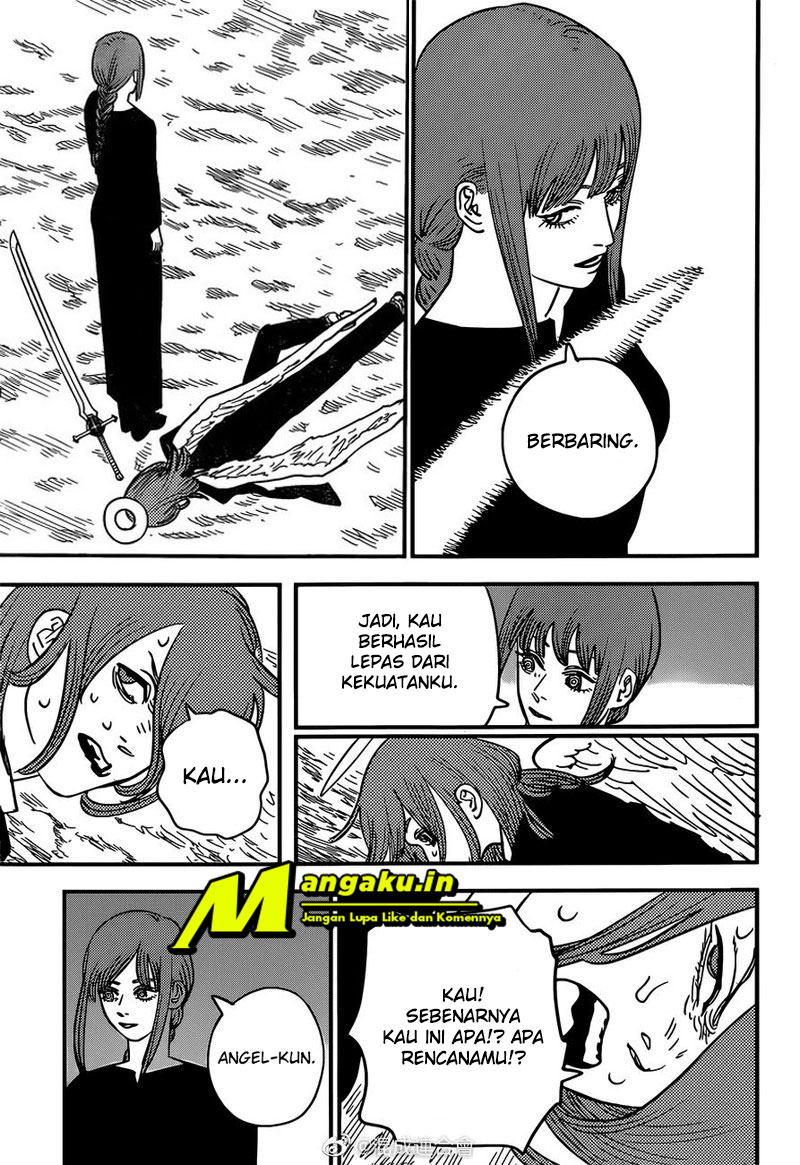 BERBARING.
JADI, KAU
BERHASIL
LEPAS DARI
KEKUATANKU.
KAU...
Mangaku.in
Jangan Lupa Like dan Komennya
KAU!
SEBENARNYA
KAU INI APA!? APA
RENCANAMU!?
ANGEL-KUN.